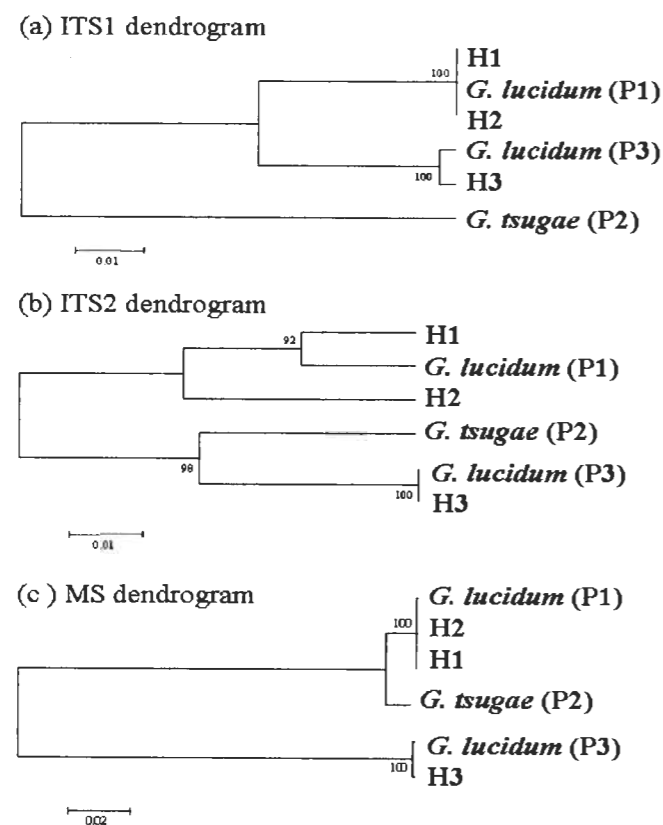 (a) ITS1 dendrogram
H1
100
G. lucidum (P1)
H2
G. lucidum (P3)
100
H3
G. tsugae (P2)
0.01
(b) ITS2 dendrogram
92
H1
G. lucidum (P1)
H2
G. tsugae (P2)
98
G. lucidum (P3)
100
H3
0.01
(c ) MS dendrogram
G. lucidum (P1)
100
H2
H1
G. tsugae (P2)
G. lucidum (P3)
100
H3
0.02